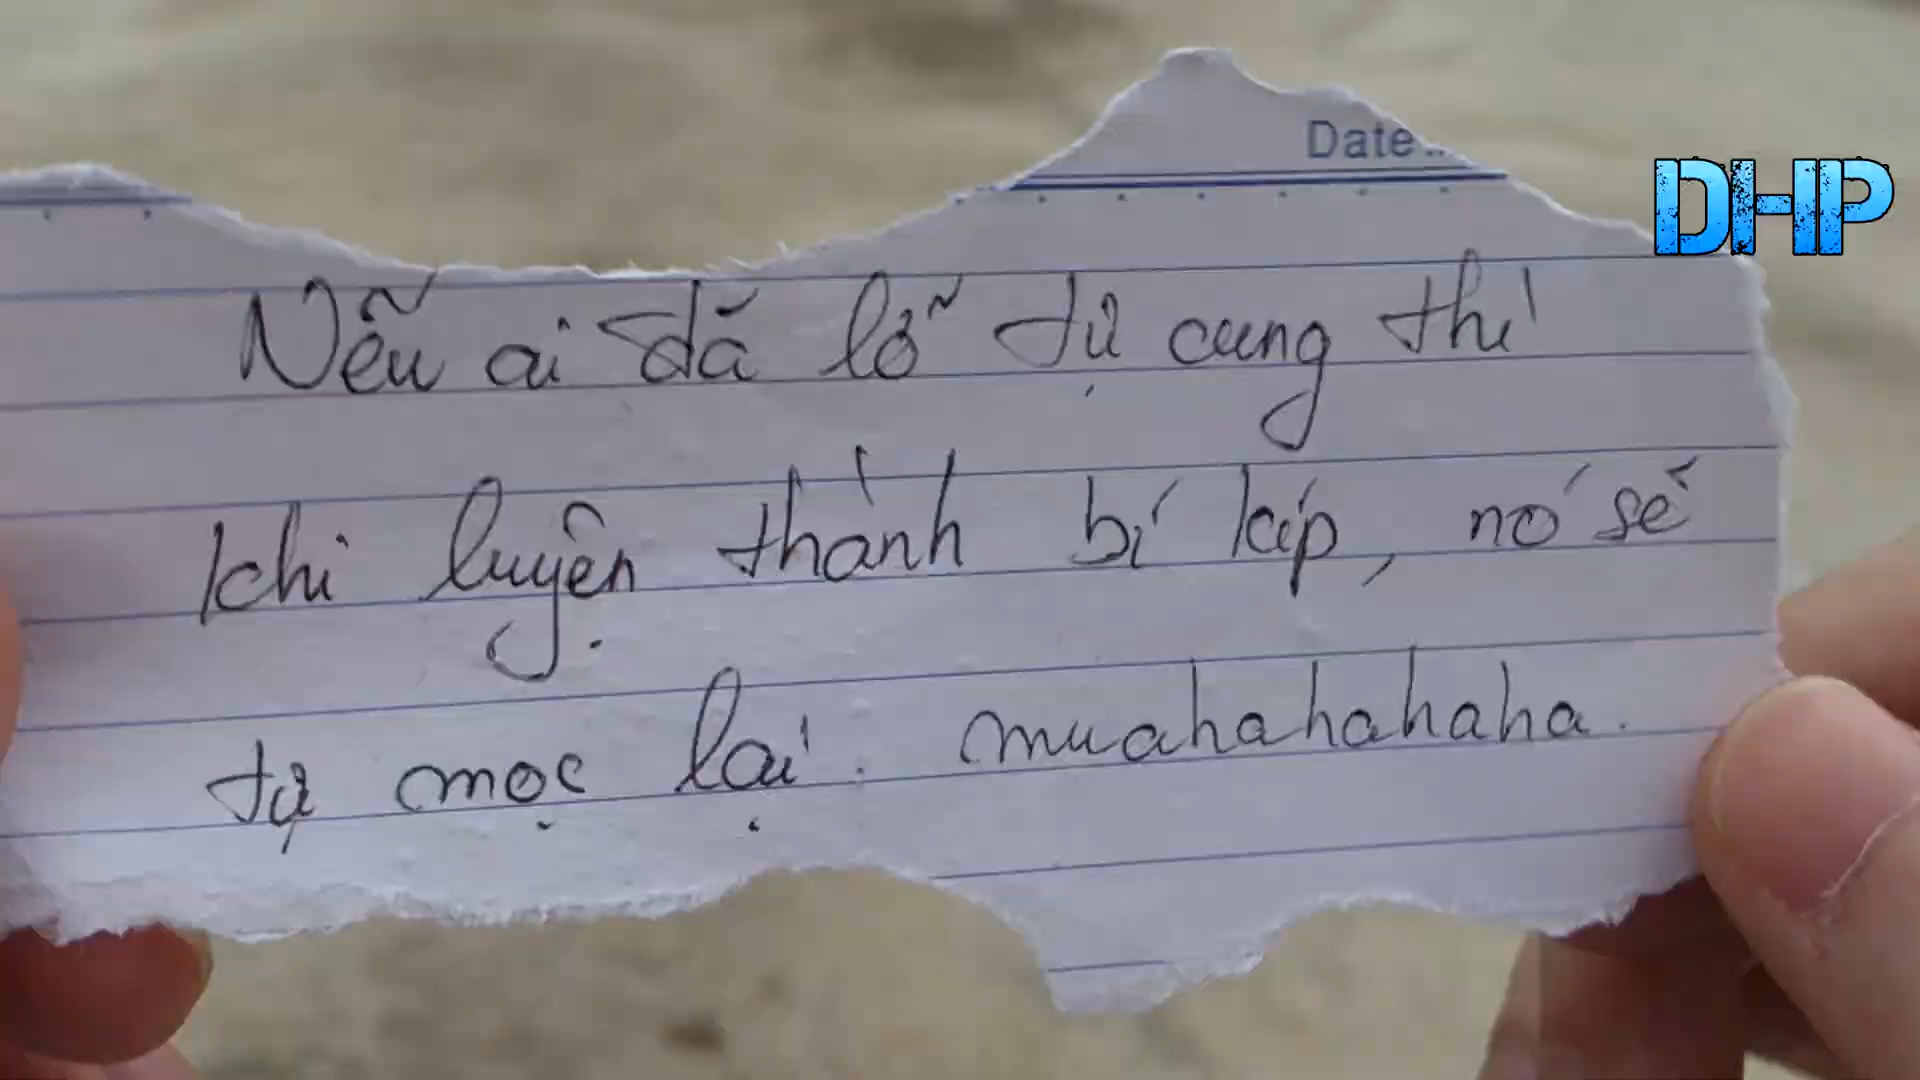 Date..
DHP
Nếu ai đã lỡ tự cung thì
khi luyện thành bí kíp, nó sẽ
tự mọc lại. muahahahaha.